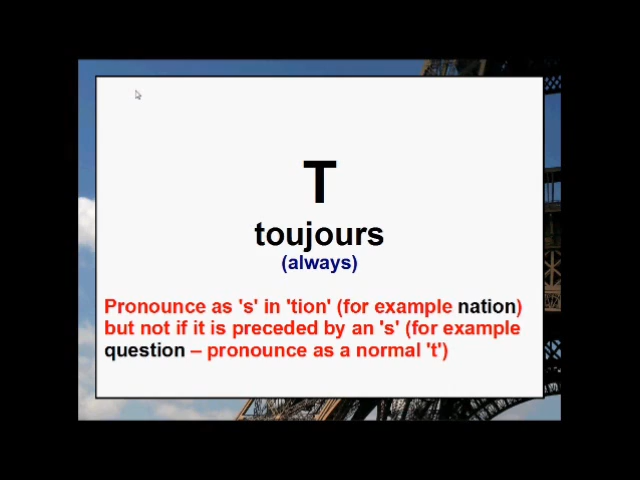 T
toujours
(always)
Pronounce as 's' in 'tion' (for example nation)
but not if it is preceded by an 's' (for example
question – pronounce as a normal 't')